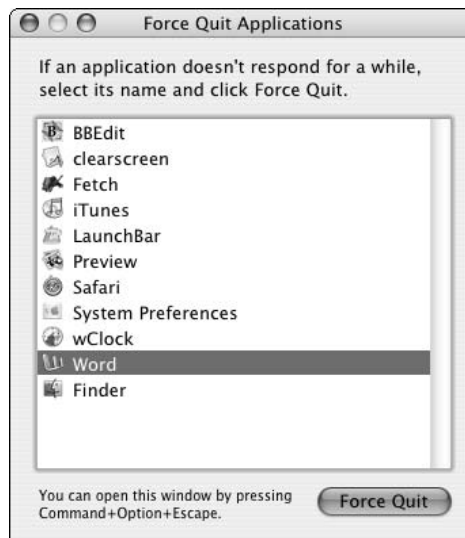 Force Quit Applications
If an application doesn't respond for a while,
select its name and click Force Quit.
BBEdit
clearscreen
Fetch
iTunes
LaunchBar
Preview
Safari
System Preferences
wClock
Word
Finder
You can open this window by pressing
Command+Option+Escape.
Force Quit